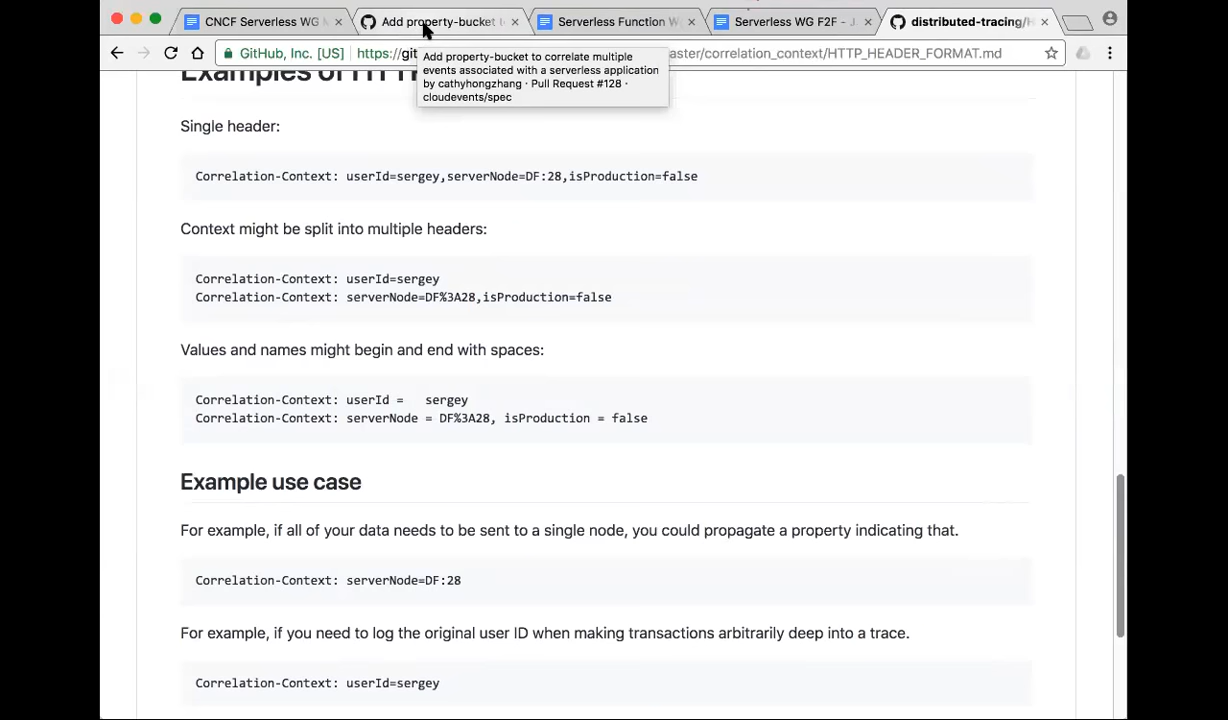 CNCF Serverless WG M
Add property-bucket t
Serverless Function W
Serverless WG F2F - J
distributed-tracing/H
GitHub, Inc. [US]
https://git
aster/correlation_context/HTTP_HEADER_FORMAT.md
Add property-bucket to correlate multiple
events associated with a serverless application
by cathyhongzhang · Pull Request #128 ·
cloudevents/spec
Examples of HTT
Single header:
Correlation-Context: userId=sergey,serverNode=DF:28,isProduction=false
Context might be split into multiple headers:
Correlation-Context: userId=sergey
Correlation-Context: serverNode=DF%3A28,isProduction=false
Values and names might begin and end with spaces:
Correlation-Context: userId =   sergey
Correlation-Context: serverNode = DF%3A28, isProduction = false
Example use case
For example, if all of your data needs to be sent to a single node, you could propagate a property indicating that.
Correlation-Context: serverNode=DF:28
For example, if you need to log the original user ID when making transactions arbitrarily deep into a trace.
Correlation-Context: userId=sergey